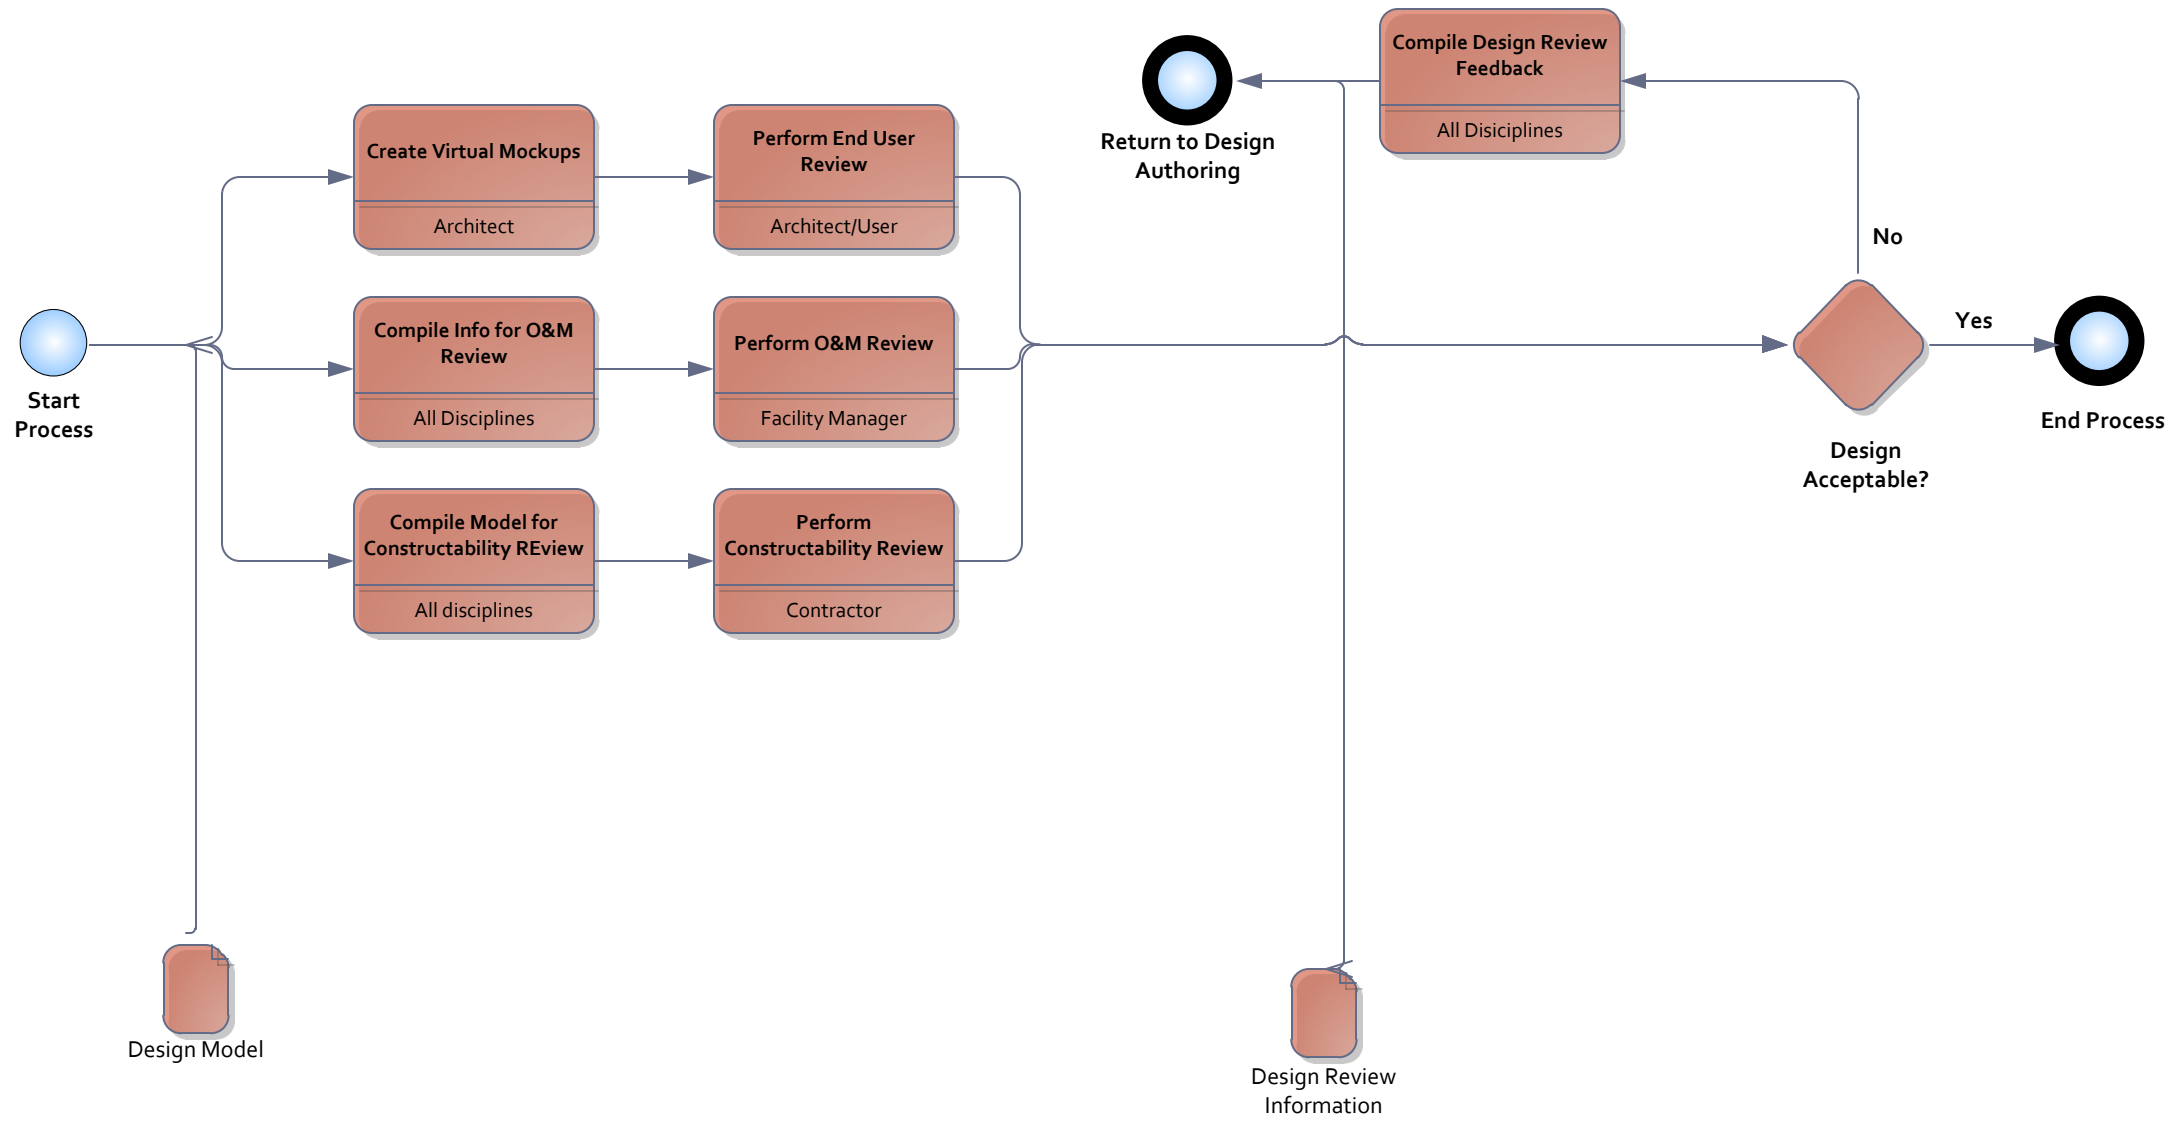 Compile Design Review
Feedback
All Disiciplines
Return to Design
Authoring
Create Virtual Mockups
Architect
Perform End User
Review
Architect/User
No
Start
Process
Compile Info for O&M
Review
All Disciplines
Perform O&M Review
Facility Manager
Yes
End Process
Design
Acceptable?
Compile Model for
Constructability REview
All disciplines
Perform
Constructability Review
Contractor
Design Model
Design Review
Information